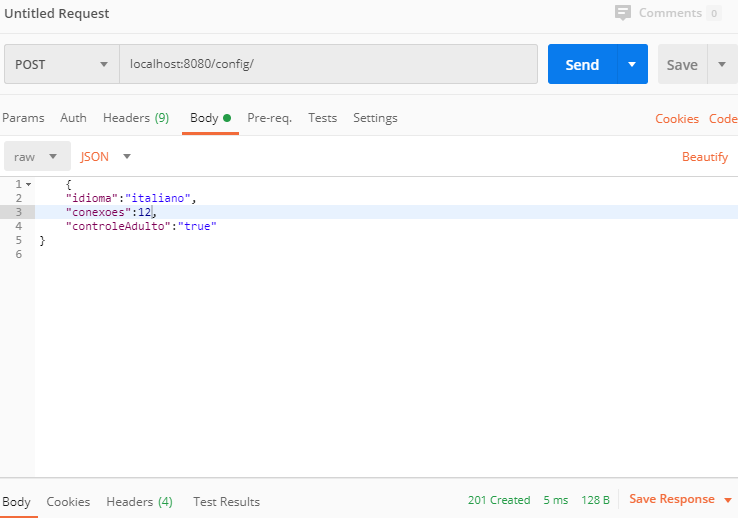 Untitled Request
Comments 0
POST localhost:8080/config/ Send Save
Params Auth Headers (9) Body Pre-req. Tests Settings Cookies Code
raw JSON Beautify
1 {
2 "idioma":"italiano",
3 "conexoes":12,
4 "controleAdulto":"true"
5 }
6
Body Cookies Headers (4) Test Results 201 Created 5 ms 128 B Save Response